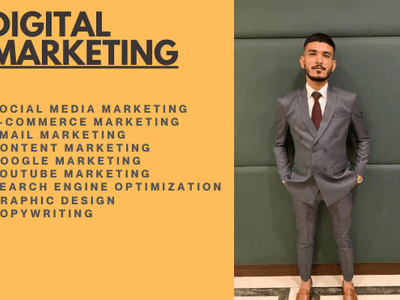 DIGITAL
MARKETING
OCIAL MEDIA MARKETING
-COMMERCE MARKETING
MAIL MARKETING
ONTENT MARKETING
OOGLE MARKETING
OUTUBE MARKETING
EARCH ENGINE OPTIMIZATION
RAPHIC DESIGN
OPYWRITING